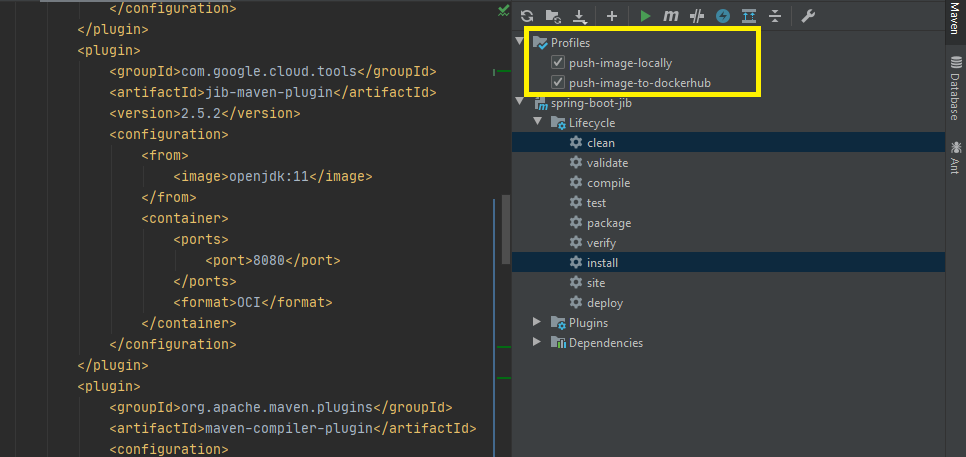 </configuration>
</plugin>
<plugin>
<groupId>com.google.cloud.tools</groupId>
<artifactId>jib-maven-plugin</artifactId>
<version>2.5.2</version>
<configuration>
<from>
<image>openjdk:11</image>
</from>
<container>
<ports>
<port>8080</port>
</ports>
<format>OCI</format>
</container>
</configuration>
</plugin>
<plugin>
<groupId>org.apache.maven.plugins</groupId>
<artifactId>maven-compiler-plugin</artifactId>
<configuration>
m
Profiles
push-image-locally
push-image-to-dockerhub
spring-boot-jib
Lifecycle
clean
validate
compile
test
package
verify
install
site
deploy
Plugins
Dependencies
Maven
Database
Ant